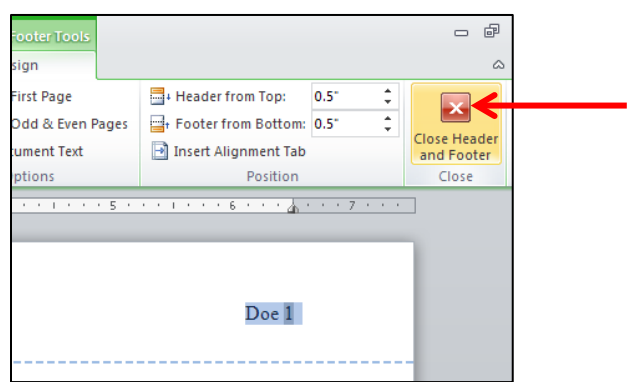 Footer Tools
sign
First Page
Header from Top: 0.5"
Odd & Even Pages
Footer from Bottom: 0.5"
ument Text
Insert Alignment Tab
Close Header
and Footer
ptions
Position
Close
5 6 7
Doe 1